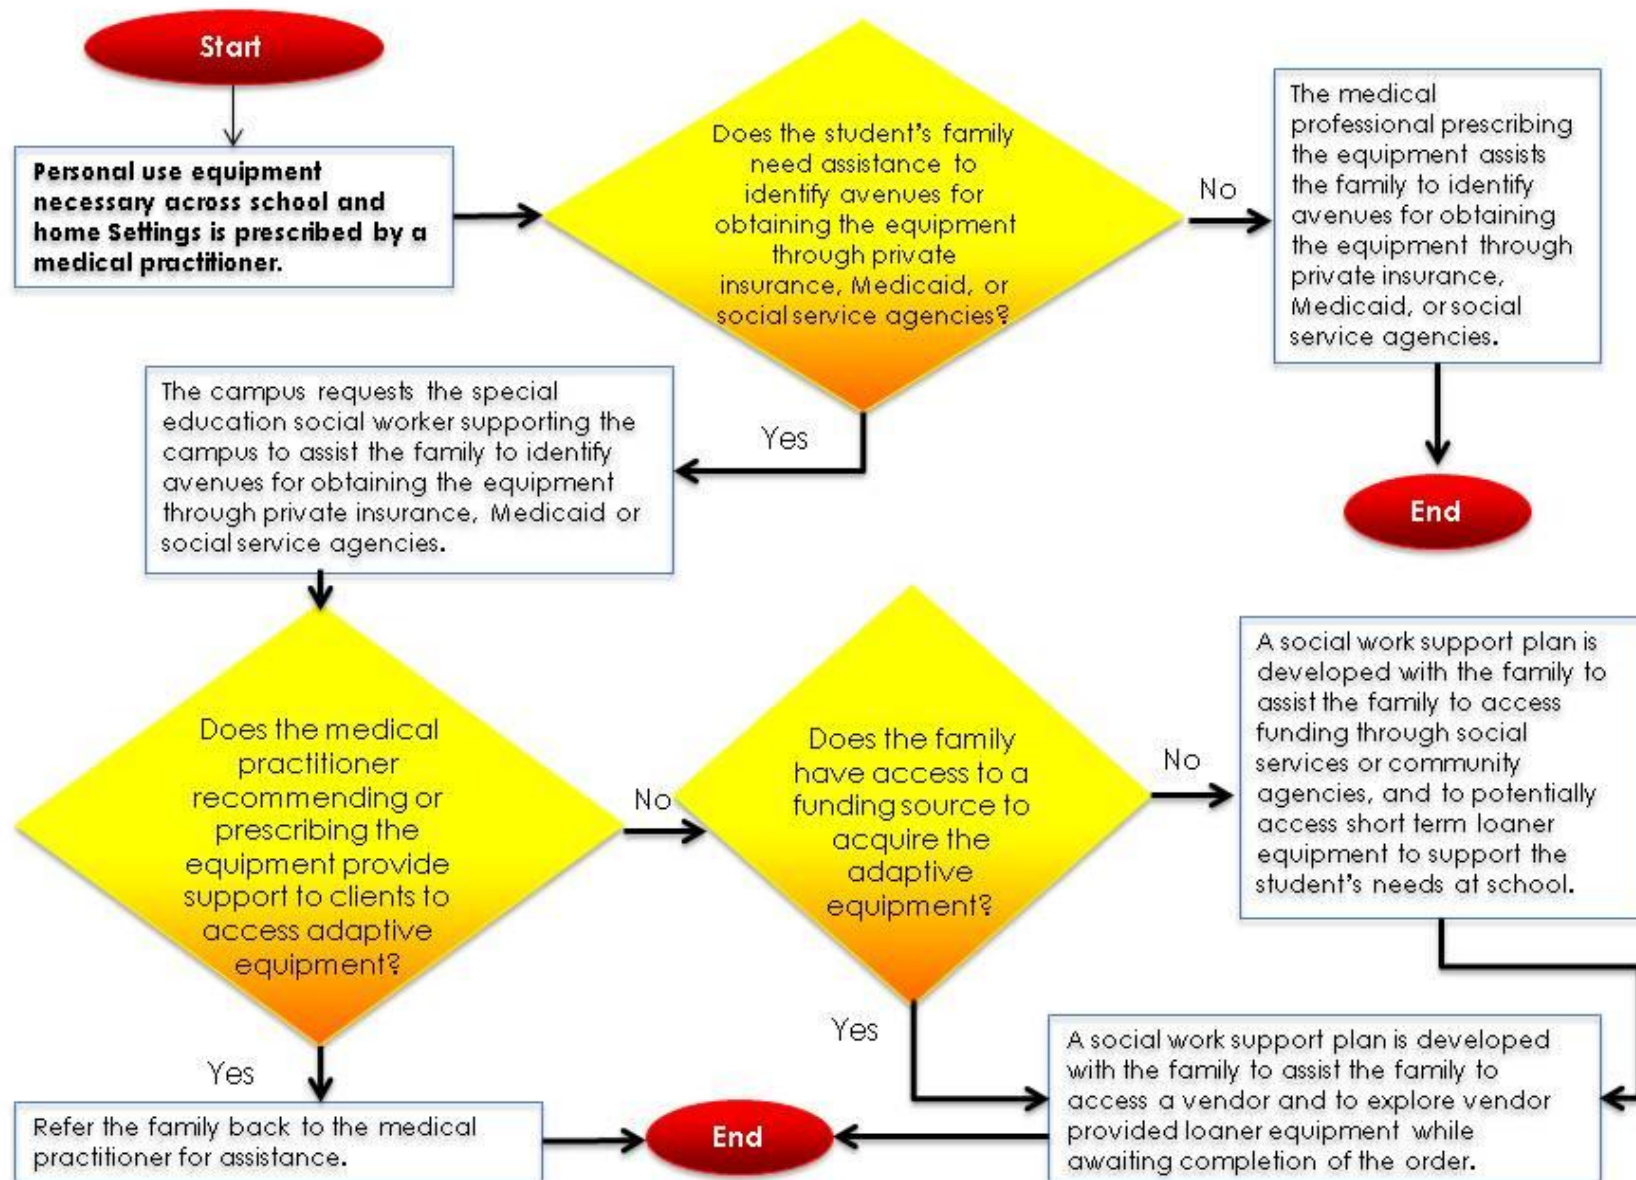 Start
Personal use equipment
necessary across school and
home Settings is prescribed by a
medical practitioner.
Does the student's family
need assistance to
identify avenues for
obtaining the equipment
through private
insurance, Medicaid, or
social service agencies?
No
The medical
professional prescribing
the equipment assists
the family to identify
avenues for obtaining
the equipment through
private insurance,
Medicaid, or social
service agencies.
End
Yes
The campus requests the special
education social worker supporting the
campus to assist the family to identify
avenues for obtaining the equipment
through private insurance, Medicaid or
social service agencies.
Does the medical
practitioner
recommending or
prescribing the
equipment provide
support to clients to
access adaptive
equipment?
No
Does the family
have access to a
funding source to
acquire the
adaptive
equipment?
No
A social work support plan is
developed with the family to
assist the family to access
funding through social
services or community
agencies, and to potentially
access short term loaner
equipment to support the
student's needs at school.
Yes
Refer the family back to the medical
practitioner for assistance.
Yes
A social work support plan is developed
with the family to assist the family to
access a vendor and to explore vendor
provided loaner equipment while
awaiting completion of the order.
End